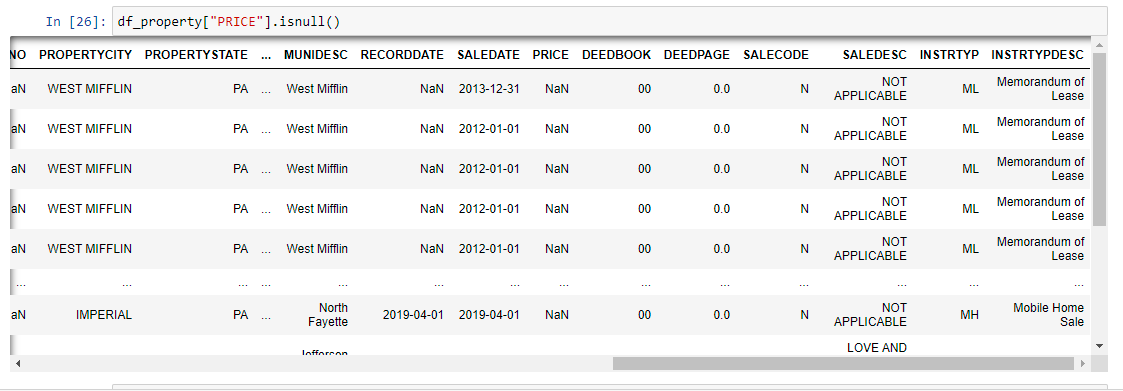 In [26]: df_property["PRICE"].isnull()
NO PROPERTYCITY PROPERTYSTATE ... MUNIDESC RECORDDATE SALEDATE PRICE DEEDBOOK DEEDPAGE SALECODE SALEDESC INSTRTYP INSTRTYPDESC
aN WEST MIFFLIN PA ... West Mifflin NaN 2013-12-31 NaN 00 0.0 N NOT APPLICABLE ML Memorandum of Lease
aN WEST MIFFLIN PA ... West Mifflin NaN 2012-01-01 NaN 00 0.0 N NOT APPLICABLE ML Memorandum of Lease
aN WEST MIFFLIN PA ... West Mifflin NaN 2012-01-01 NaN 00 0.0 N NOT APPLICABLE ML Memorandum of Lease
aN WEST MIFFLIN PA ... West Mifflin NaN 2012-01-01 NaN 00 0.0 N NOT APPLICABLE ML Memorandum of Lease
aN WEST MIFFLIN PA ... West Mifflin NaN 2012-01-01 NaN 00 0.0 N NOT APPLICABLE ML Memorandum of Lease
... ... ... ... ... ... ... ... ... ... ... ... ... ...
aN IMPERIAL PA ... North Fayette 2019-04-01 2019-04-01 NaN 00 0.0 N NOT APPLICABLE MH Mobile Home Sale
Jefferson LOVE AND